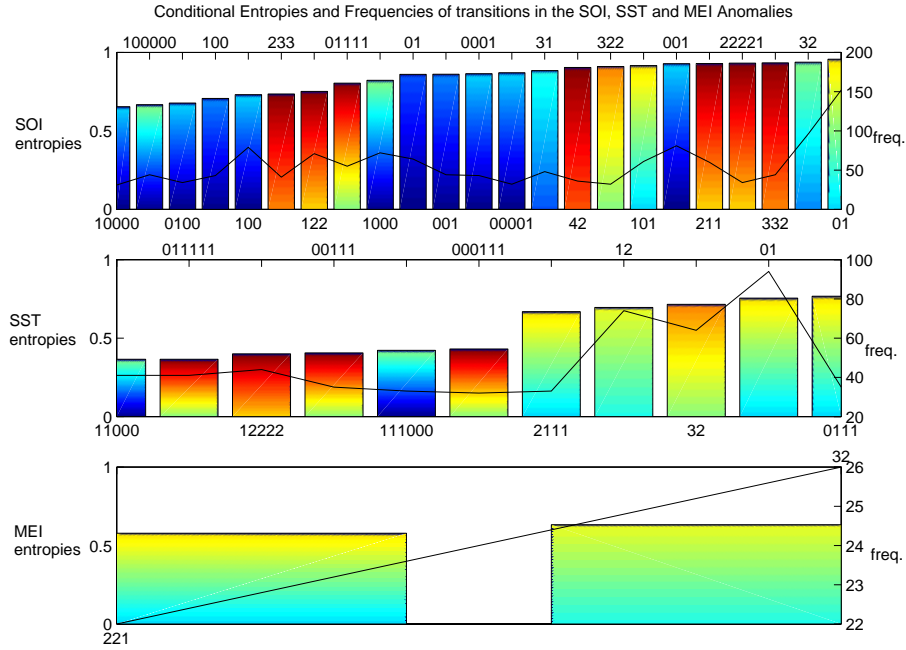 Conditional Entropies and Frequencies of transitions in the SOI, SST and MEI Anomalies
100000 100 233 01111 01 0001 31 322 001 22221 32
1 200
150
SOI entropies 0.5 100 freq.
50
0 0
10000 0100 100 122 1000 001 00001 42 101 211 332 01
011111 00111 000111 12 01
1 100
80
SST entropies 0.5 60 freq.
40
0 20
11000 12222 111000 2111 32 0111
32
1 26
25
MEI entropies 0.5 24 freq.
23
0 22
221